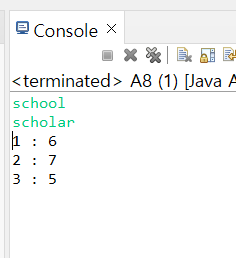 Console
<terminated> A8 (1) [Java A
school
scholar
1 : 6
2 : 7
3 : 5